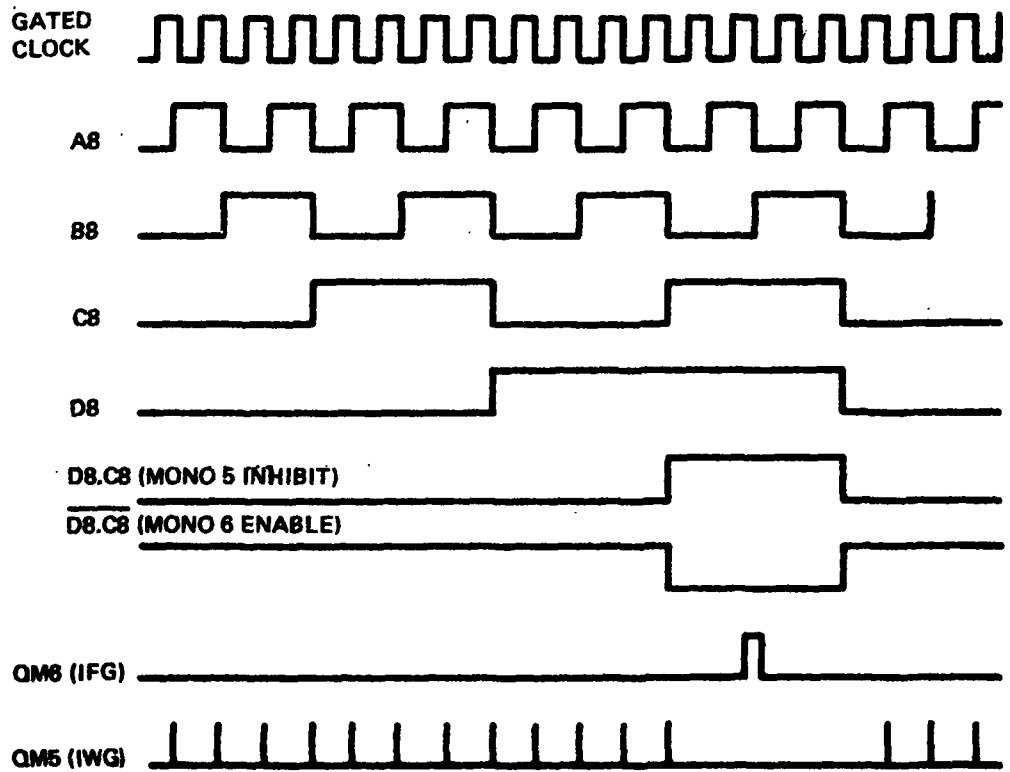 GATED
CLOCK
A8
B8
C8
D8
D8.C8 (MONO 5 INHIBIT)
D8.C8 (MONO 6 ENABLE)
QM6 (IFG)
QM5 (IWG)